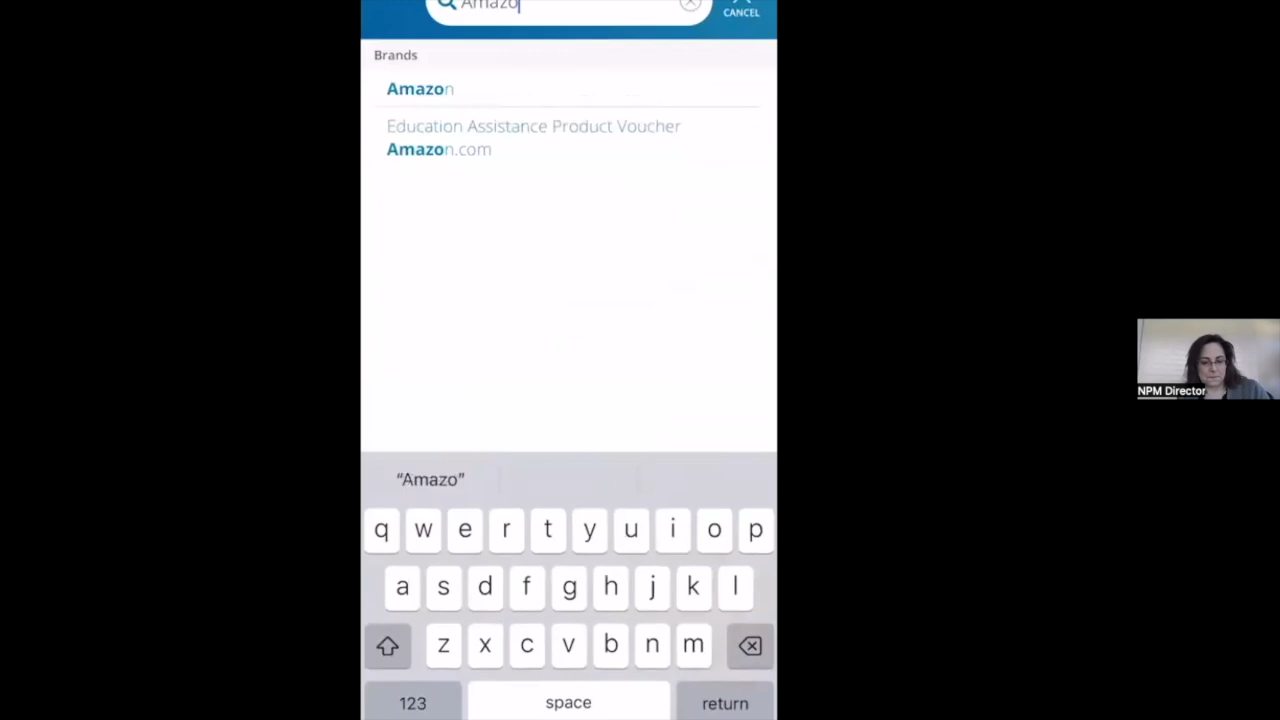 Amazo
CANCEL
Brands
Amazon
Education Assistance Product Voucher
Amazon.com
NPM Director
“Amazo”
q w e r t y u i o p
a s d f g h j k l
z x c v b n m
123 space return